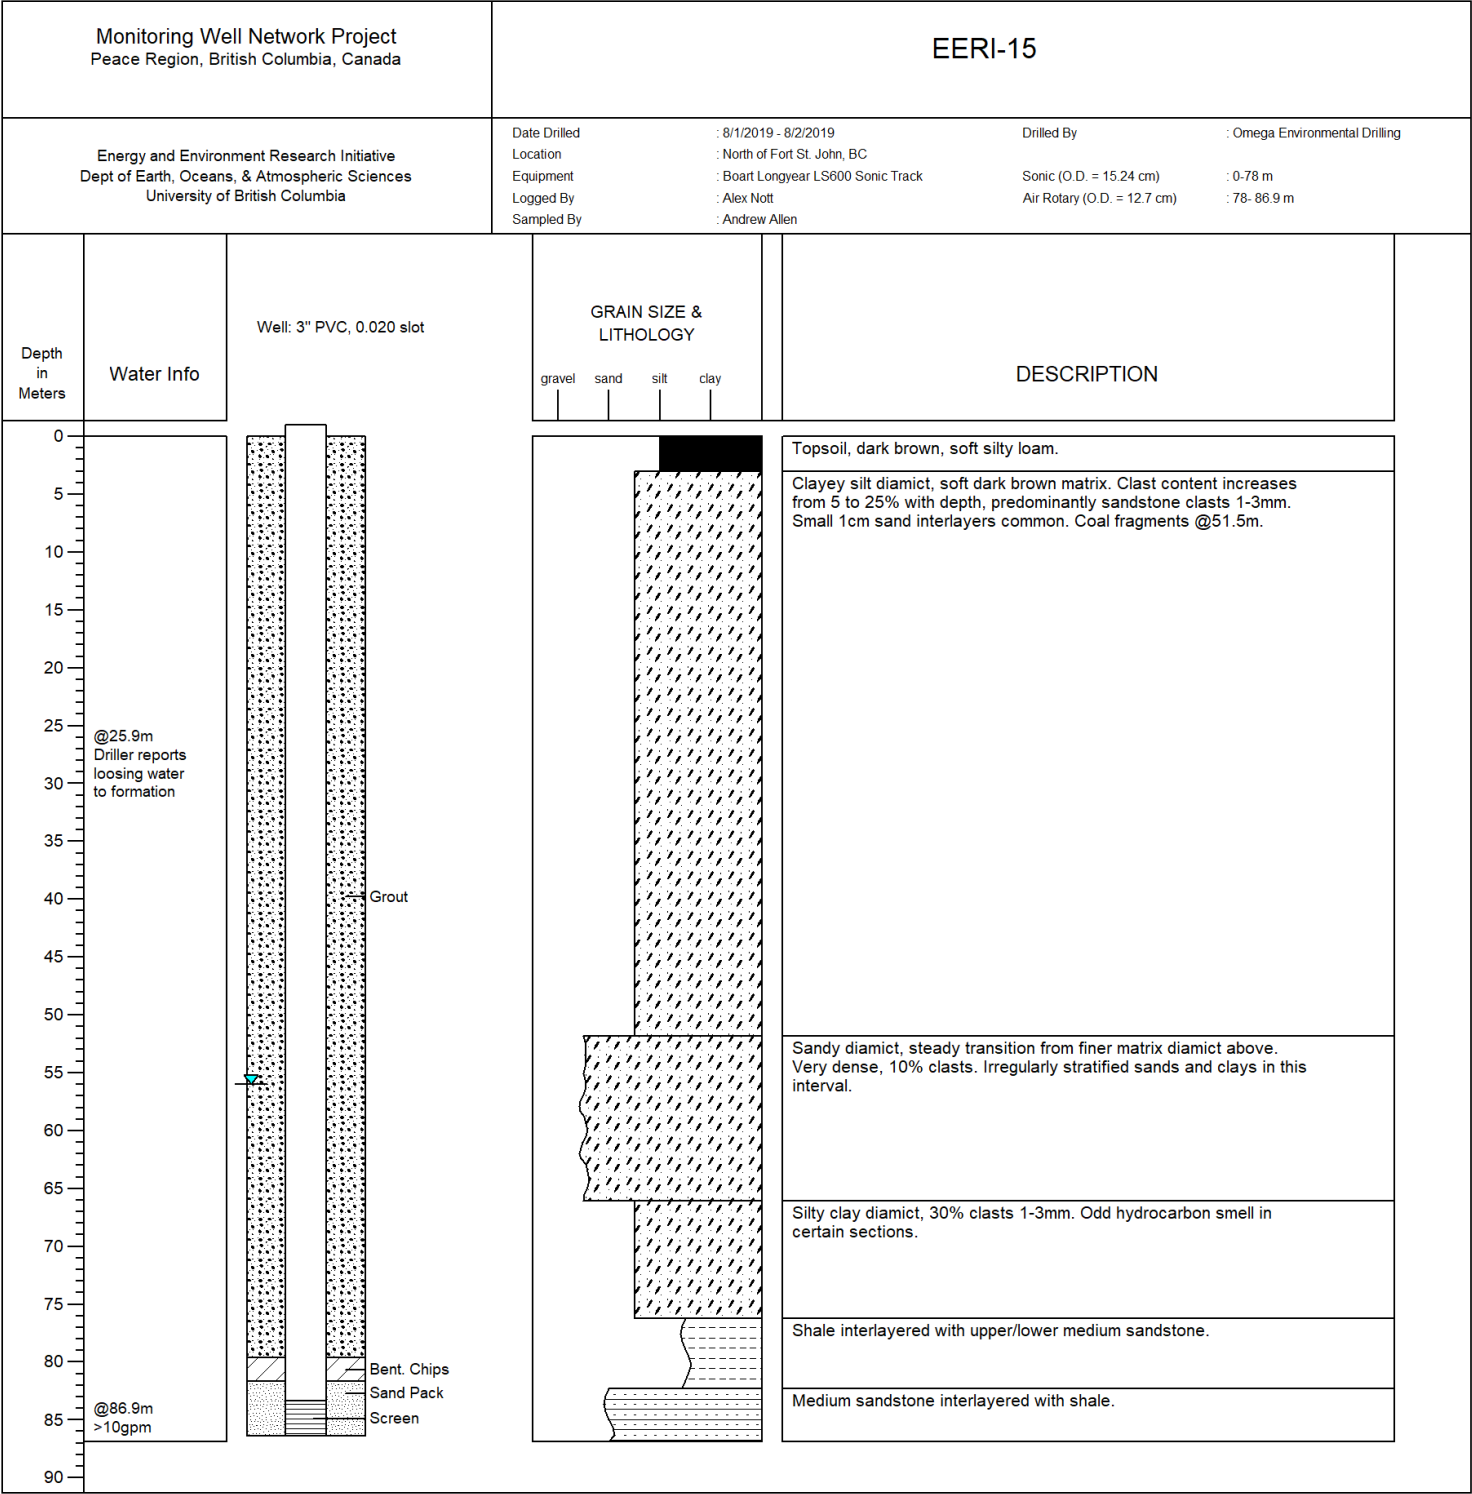 Monitoring Well Network Project
Peace Region, British Columbia, Canada
EERI-15
Energy and Environment Research Initiative
Dept of Earth, Oceans, & Atmospheric Sciences
University of British Columbia
Date Drilled : 8/1/2019 - 8/2/2019 Drilled By : Omega Environmental Drilling
Location : North of Fort St. John, BC
Equipment : Boart Longyear LS600 Sonic Track Sonic (O.D. = 15.24 cm) : 0-78 m
Logged By : Alex Nott Air Rotary (O.D. = 12.7 cm) : 78- 86.9 m
Sampled By : Andrew Allen
Depth
in
Meters
Water Info
Well: 3" PVC, 0.020 slot
GRAIN SIZE &
LITHOLOGY
gravel sand silt clay
DESCRIPTION
0
5
10
15
20
25
30
35
40
45
50
55
60
65
70
75
80
85
90
@25.9m
Driller reports
loosing water
to formation
@86.9m
>10gpm
Grout
Bent. Chips
Sand Pack
Screen
Topsoil, dark brown, soft silty loam.
Clayey silt diamict, soft dark brown matrix. Clast content increases
from 5 to 25% with depth, predominantly sandstone clasts 1-3mm.
Small 1cm sand interlayers common. Coal fragments @51.5m.
Sandy diamict, steady transition from finer matrix diamict above.
Very dense, 10% clasts. Irregularly stratified sands and clays in this
interval.
Silty clay diamict, 30% clasts 1-3mm. Odd hydrocarbon smell in
certain sections.
Shale interlayered with upper/lower medium sandstone.
Medium sandstone interlayered with shale.